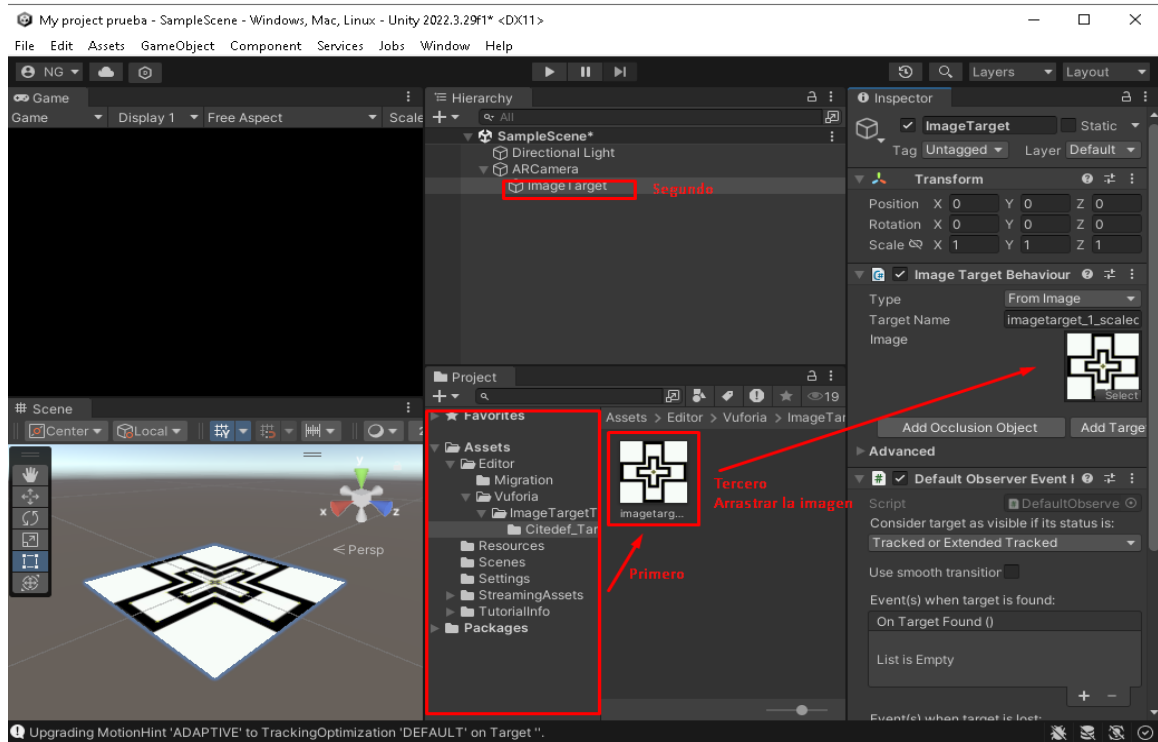 My project prueba - SampleScene - Windows, Mac, Linux - Unity 2022.3.29f1* <DX11>
File Edit Assets GameObject Component Services Jobs Window Help
NG
Layers
Layout
Game
Game
Display 1
Free Aspect
Scale
Hierarchy
All
SampleScene*
Directional Light
ARCamera
ImageTarget
Segundo
Inspector
ImageTarget
Static
Tag Untagged
Layer Default
Transform
Position X 0 Y 0 Z 0
Rotation X 0 Y 0 Z 0
Scale X 1 Y 1 Z 1
Image Target Behaviour
Type From Image
Target Name imagetarget_1_scalec
Image
Select
Add Occlusion Object
Add Targe
Advanced
Default Observer Event
Script DefaultObserve
Consider target as visible if its status is:
Tracked or Extended Tracked
Use smooth transition
Event(s) when target is found:
On Target Found ()
List is Empty
+ -
Event(s) when target is lost:
Project
19
Favorites
Assets
Editor
Migration
Vuforia
ImageTargetT
Citedef_Tar
Resources
Scenes
Settings
StreamingAssets
TutorialInfo
Packages
Assets > Editor > Vuforia > ImageTar
imagetarg...
Tercero
Arrastrar la imagen
Primero
Scene
Center
Local
2
y
x
z
Persp
Upgrading MotionHint 'ADAPTIVE' to TrackingOptimization 'DEFAULT' on Target ''.